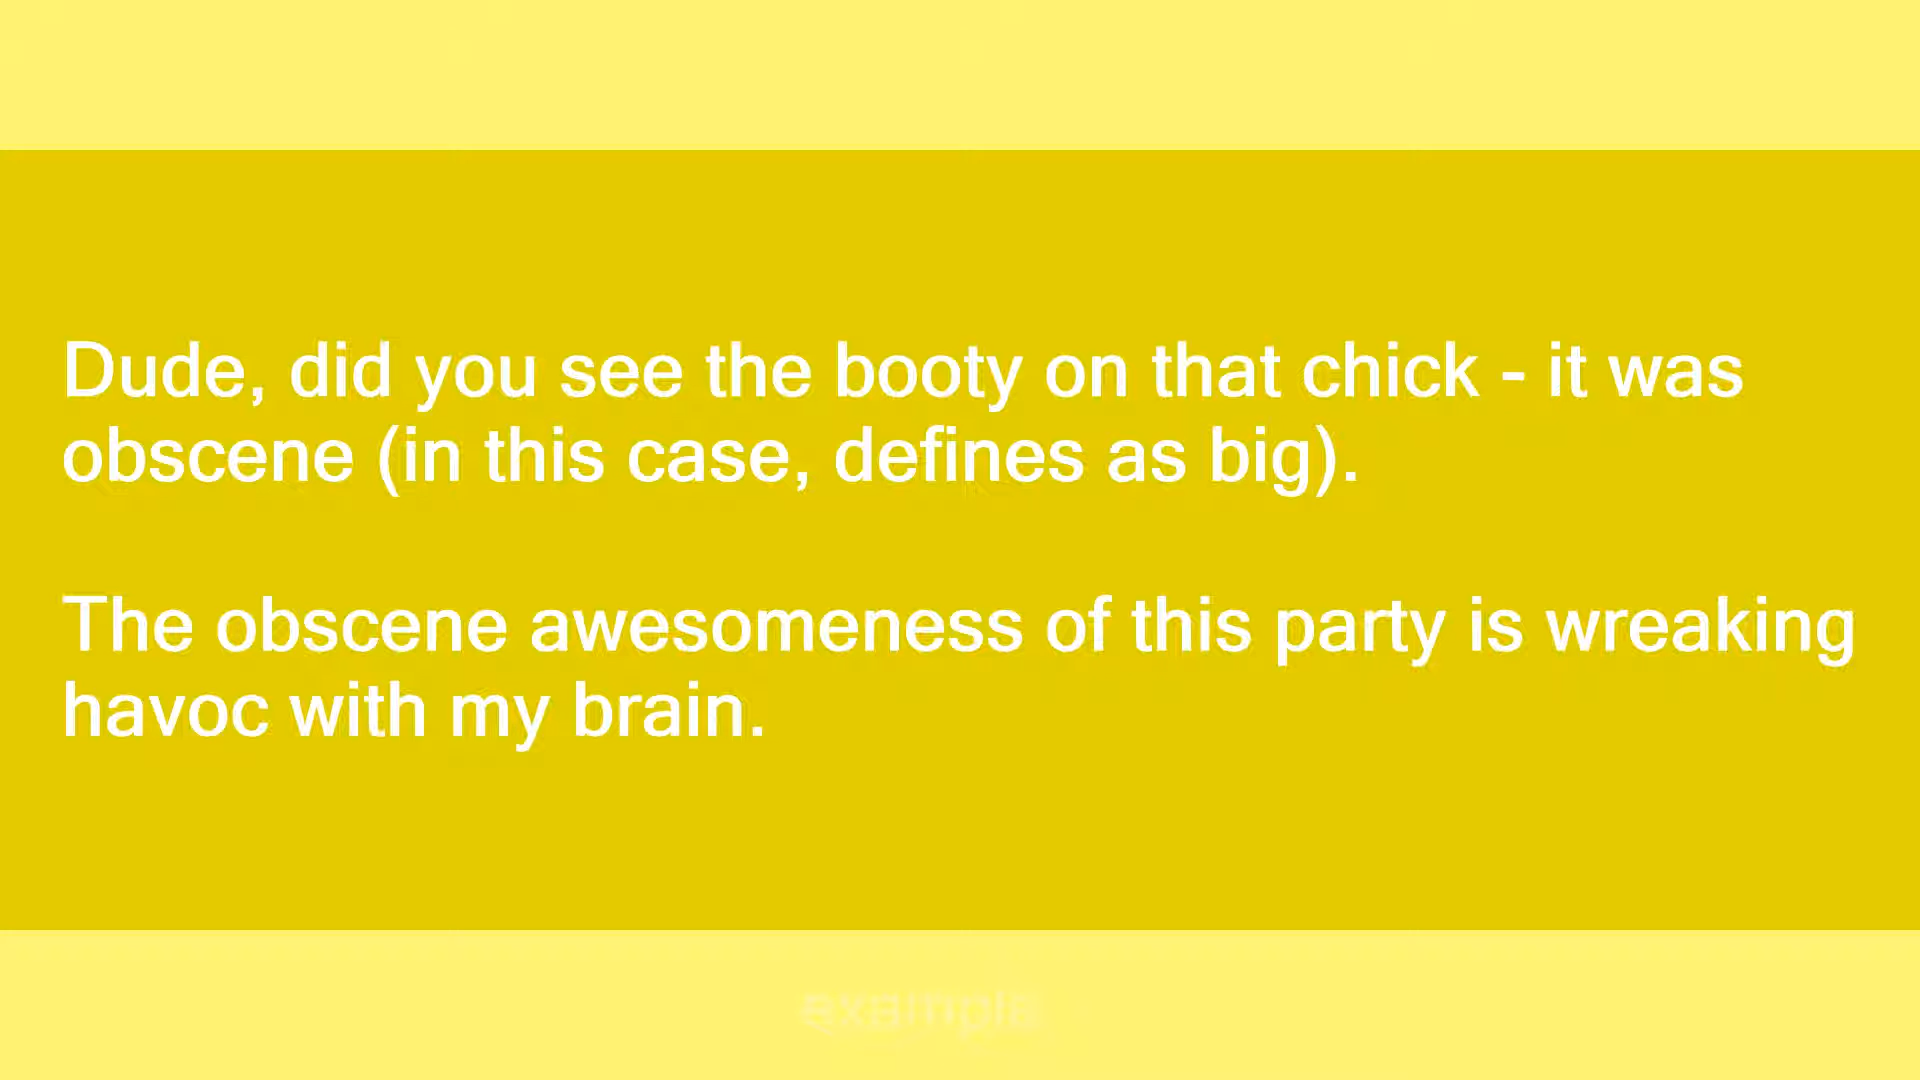 Dude, did you see the booty on that chick - it was
obscene (in this case, defines as big).
The obscene awesomeness of this party is wreaking
havoc with my brain.
example